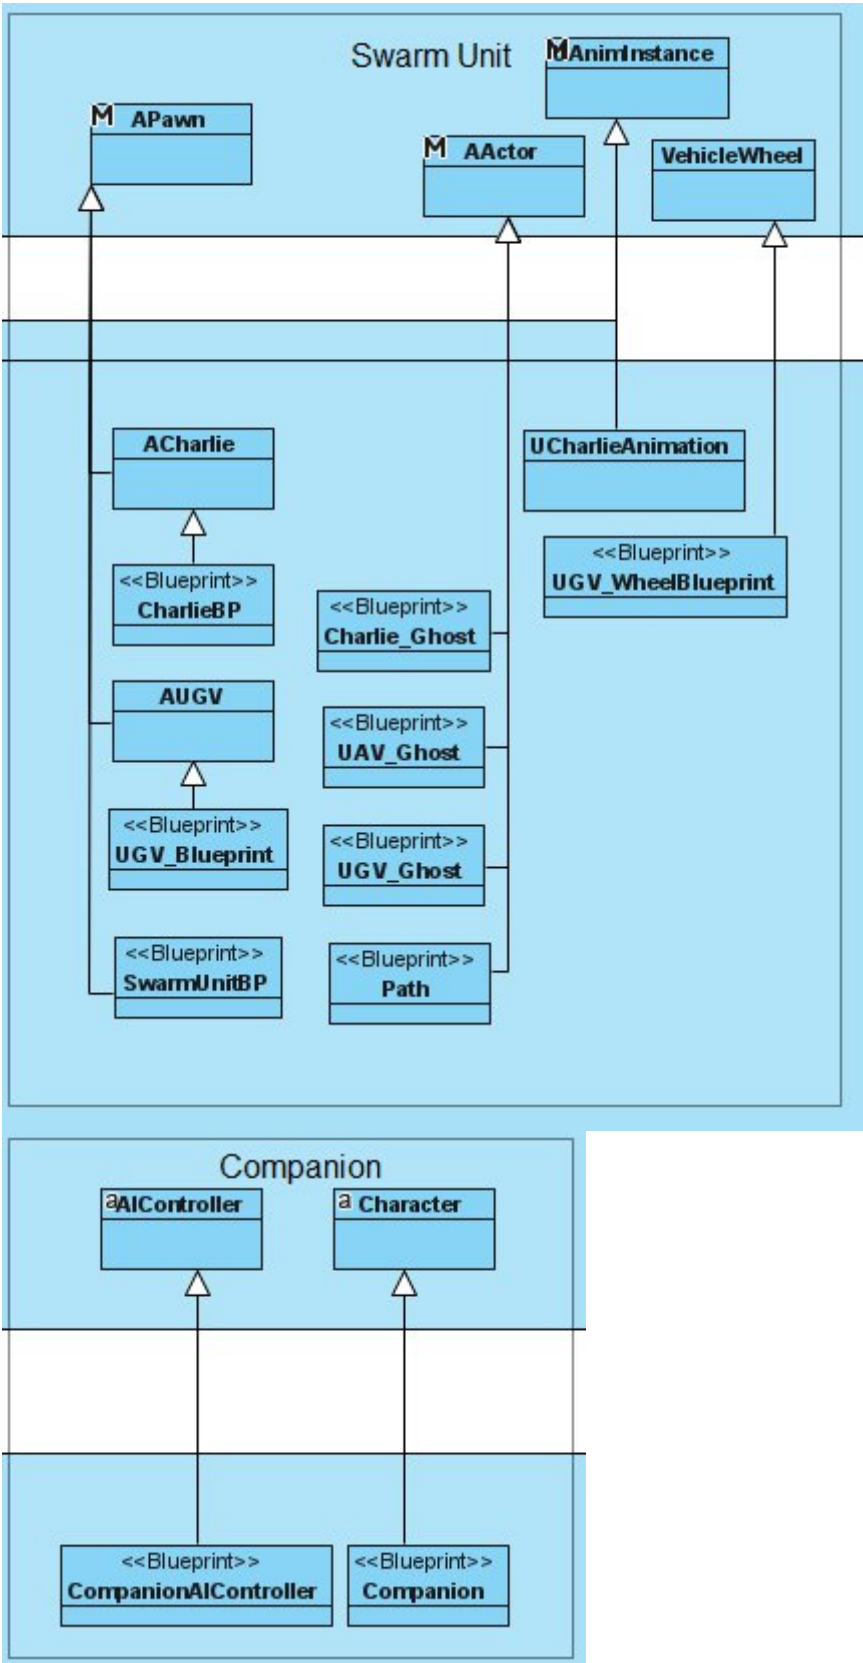 Swarm Unit
M UAnimInstance
M APawn
M AActor
VehicleWheel
ACharlie
UCharlieAnimation
<<Blueprint>>
CharlieBP
<<Blueprint>>
UGV_WheelBlueprint
<<Blueprint>>
Charlie_Ghost
AUGV
<<Blueprint>>
UAV_Ghost
<<Blueprint>>
UGV_Blueprint
<<Blueprint>>
UGV_Ghost
<<Blueprint>>
SwarmUnitBP
<<Blueprint>>
Path
Companion
a AIController
a Character
<<Blueprint>>
CompanionAIController
<<Blueprint>>
Companion